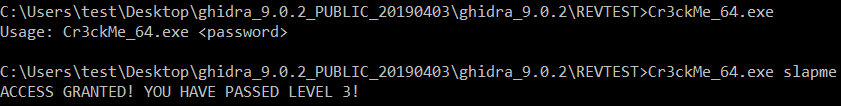 C:\Users\test\Desktop\ghidra_9.0.2_PUBLIC_20190403\ghidra_9.0.2\REVTEST>Cr3ckMe_64.exe
Usage: Cr3ckMe_64.exe <password>
C:\Users\test\Desktop\ghidra_9.0.2_PUBLIC_20190403\ghidra_9.0.2\REVTEST>Cr3ckMe_64.exe slapme
ACCESS GRANTED! YOU HAVE PASSED LEVEL 3!